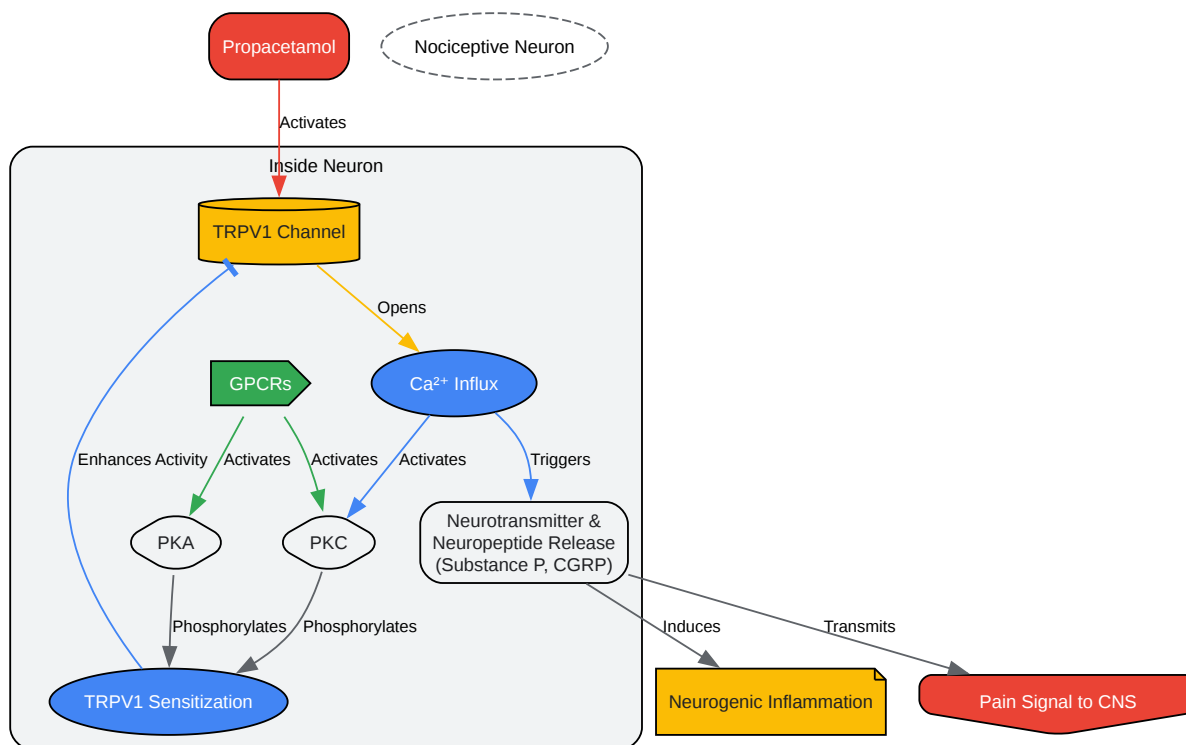 Propacetamol
Nociceptive Neuron
Activates
Inside Neuron
TRPV1 Channel
Opens
GPCRs
Ca²⁺ Influx
Enhances Activity
Activates
Activates
Activates
Triggers
PKA
PKC
Neurotransmitter &
Neuropeptide Release
(Substance P, CGRP)
Phosphorylates
Phosphorylates
Induces
Transmits
TRPV1 Sensitization
Neurogenic Inflammation
Pain Signal to CNS